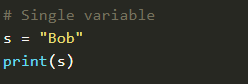 # Single variable
s = "Bob"
print(s)